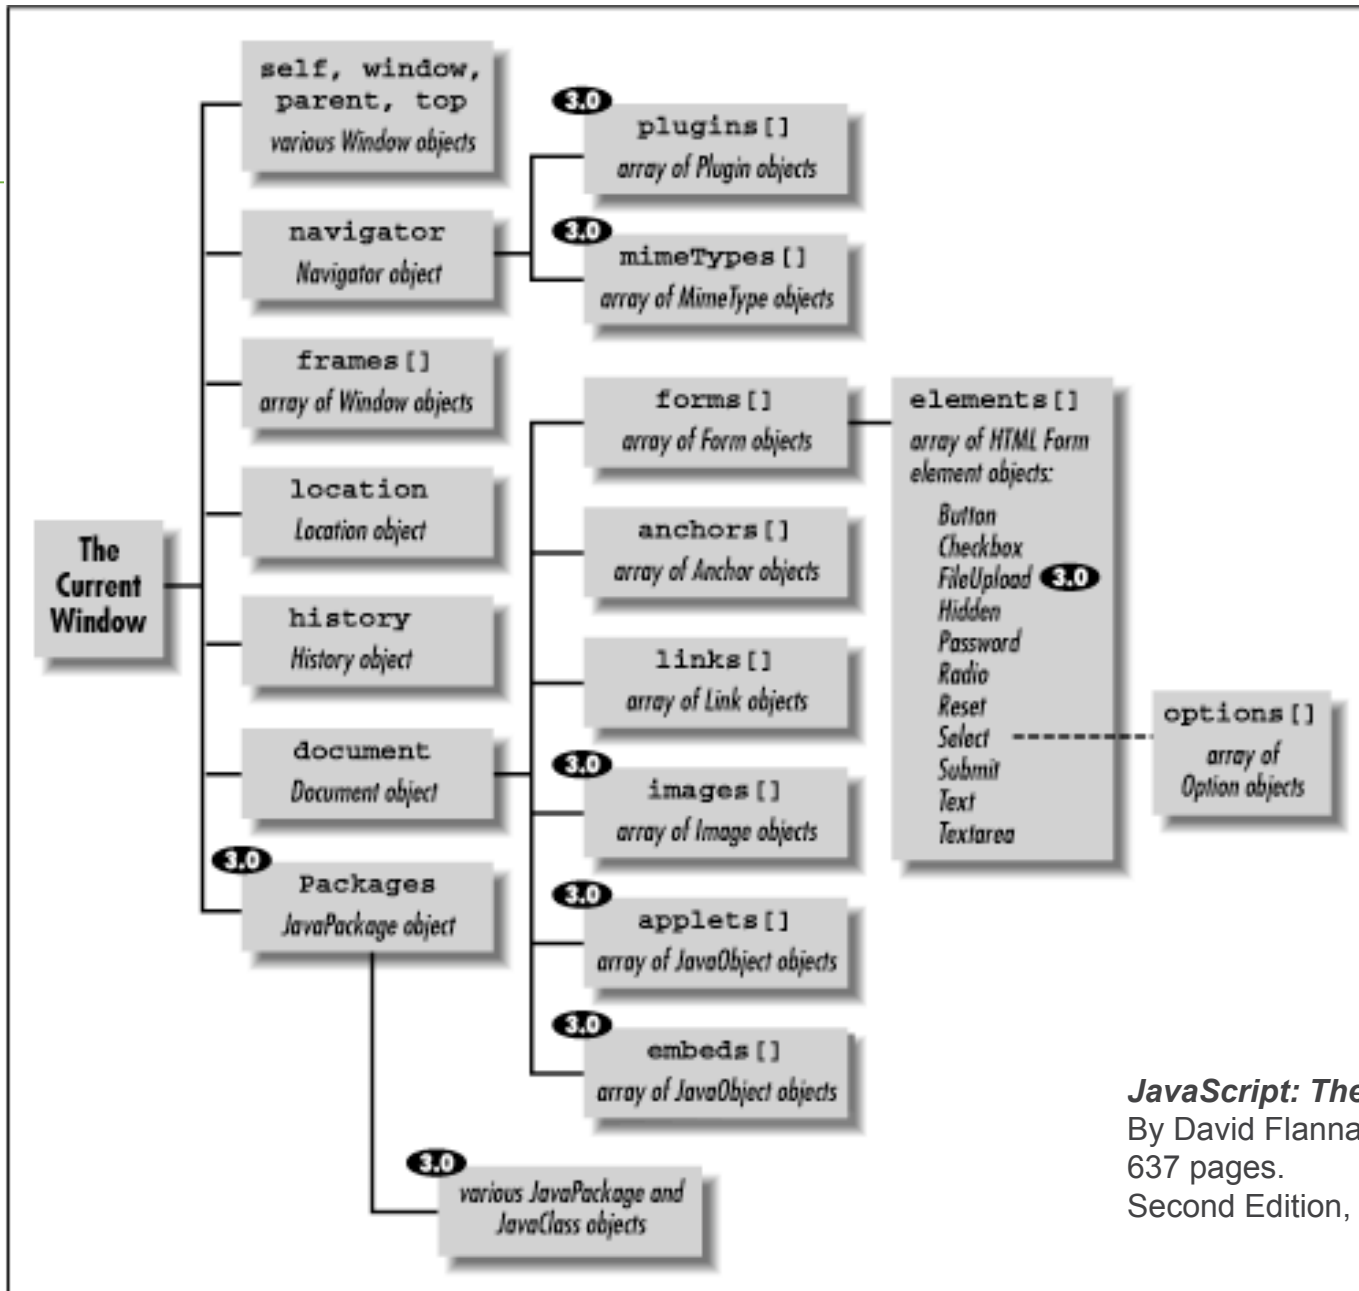 self, window,
parent, top
various Window objects
3.0
plugins[]
array of Plugin objects
navigator
Navigator object
3.0
mimeTypes[]
array of MimeType objects
frames[]
array of Window objects
location
Location object
The
Current
Window
history
History object
document
Document object
3.0
Packages
JavaPackage object
3.0
various JavaPackage and
JavaClass objects
forms[]
array of Form objects
anchors[]
array of Anchor objects
links[]
array of Link objects
3.0
images[]
array of Image objects
3.0
applets[]
array of JavaObject objects
3.0
embeds[]
array of JavaObject objects
elements[]
array of HTML Form
element objects:
Button
Checkbox
FileUpload 3.0
Hidden
Password
Radio
Reset
Select
Submit
Text
Textarea
options[]
array of
Option objects
JavaScript: The
By David Flanna
637 pages.
Second Edition,